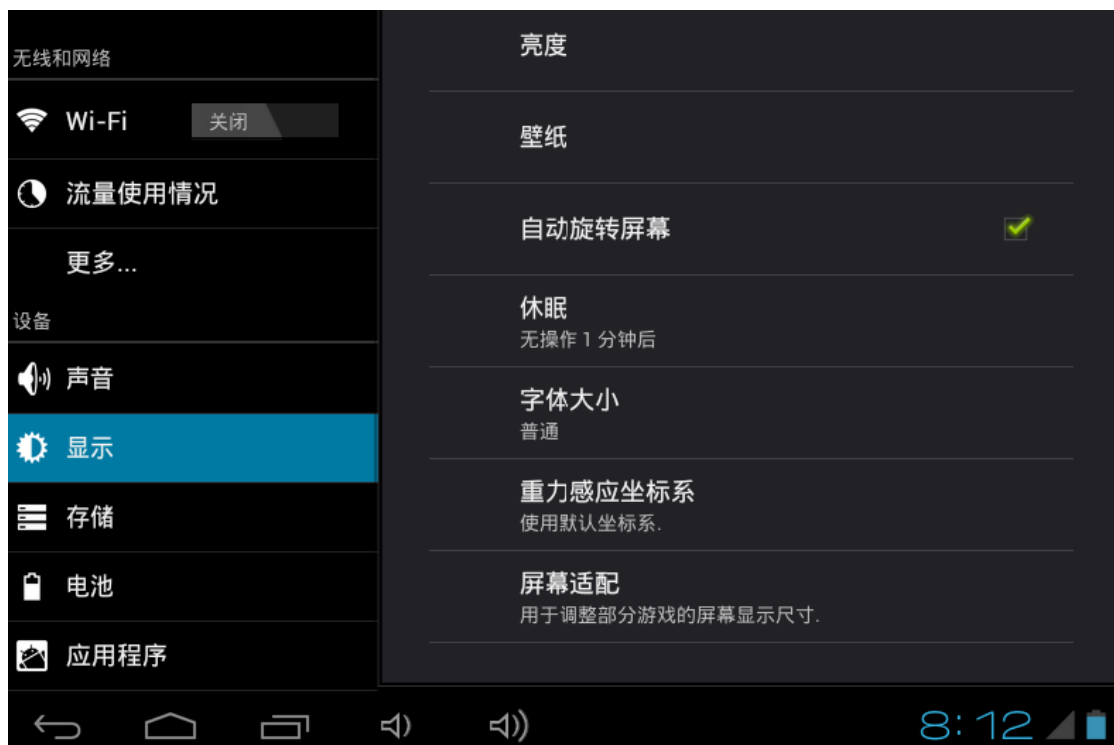 无线和网络
Wi-Fi 关闭
流量使用情况
更多...
设备
声音
显示
存储
电池
应用程序
亮度
壁纸
自动旋转屏幕
休眠
无操作 1 分钟后
字体大小
普通
重力感应坐标系
使用默认坐标系.
屏幕适配
用于调整部分游戏的屏幕显示尺寸.
8:12